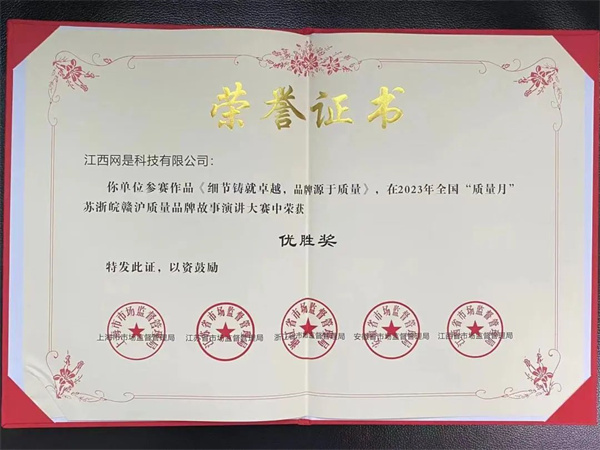 荣誉证书
江西网是科技有限公司：
你单位参赛作品《细节铸就卓越，品牌源于质量》，在2023年全国“质量月”
苏浙皖赣沪质量品牌故事演讲大赛中荣获
优胜奖
特发此证，以资鼓励
上海市市场监督管理局 江苏省市场监督管理局 浙江省市场监督管理局 安徽省市场监督管理局 江西省市场监督管理局